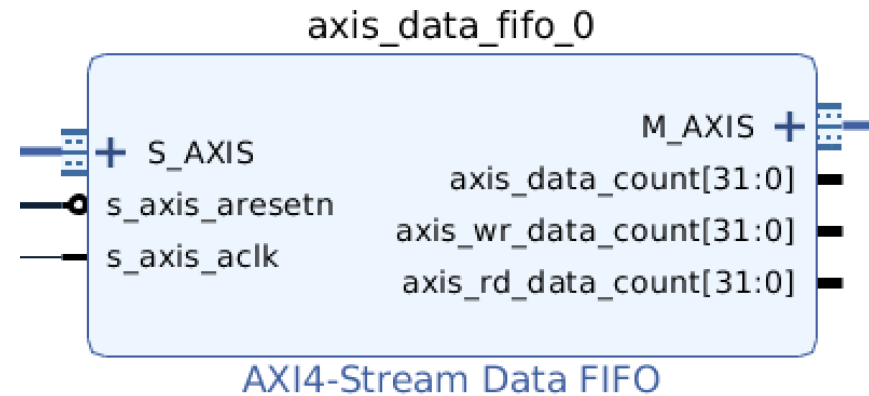 axis_data_fifo_0
S_AXIS
s_axis_aresetn
s_axis_aclk
M_AXIS
axis_data_count[31:0]
axis_wr_data_count[31:0]
axis_rd_data_count[31:0]
AXI4-Stream Data FIFO